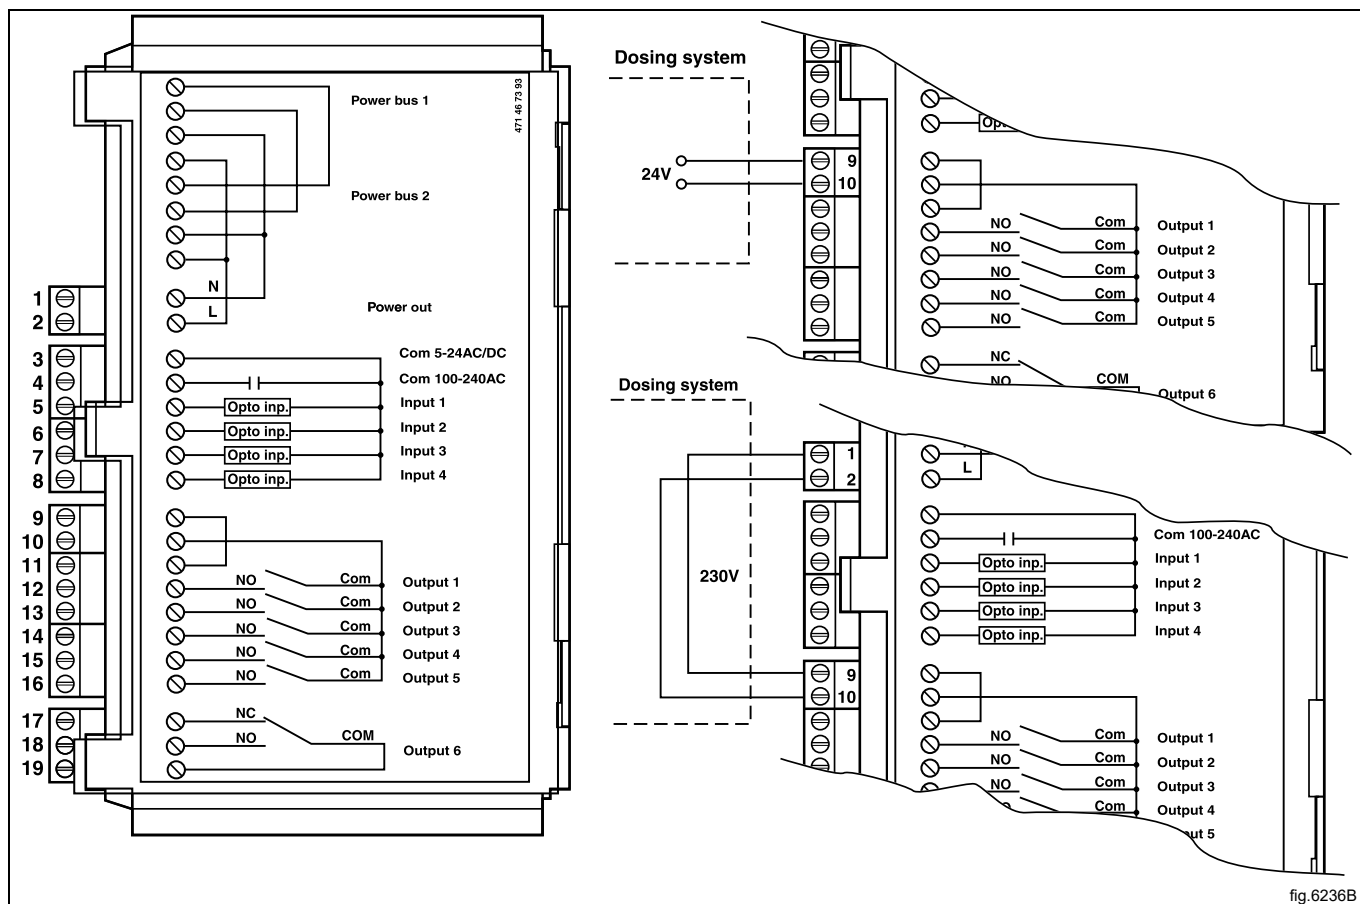 471 46 73 93
Power bus 1
Power bus 2
N
L
Power out
1
2
3
4
5
6
7
8
9
10
11
12
13
14
15
16
17
18
19
Com 5-24AC/DC
Com 100-240AC
Opto inp. Input 1
Opto inp. Input 2
Opto inp. Input 3
Opto inp. Input 4
NO Com Output 1
NO Com Output 2
NO Com Output 3
NO Com Output 4
NO Com Output 5
NC
NO COM Output 6
Dosing system
24V
9
10
Opt
NO Com Output 1
NO Com Output 2
NO Com Output 3
NO Com Output 4
NO Com Output 5
NC
NO COM Output 6
Dosing system
230V
1
2
L
9
10
Com 100-240AC
Opto inp. Input 1
Opto inp. Input 2
Opto inp. Input 3
Opto inp. Input 4
NO Com Output 1
NO Com Output 2
NO Com Output 3
Com Output 4
put 5
fig.6236B